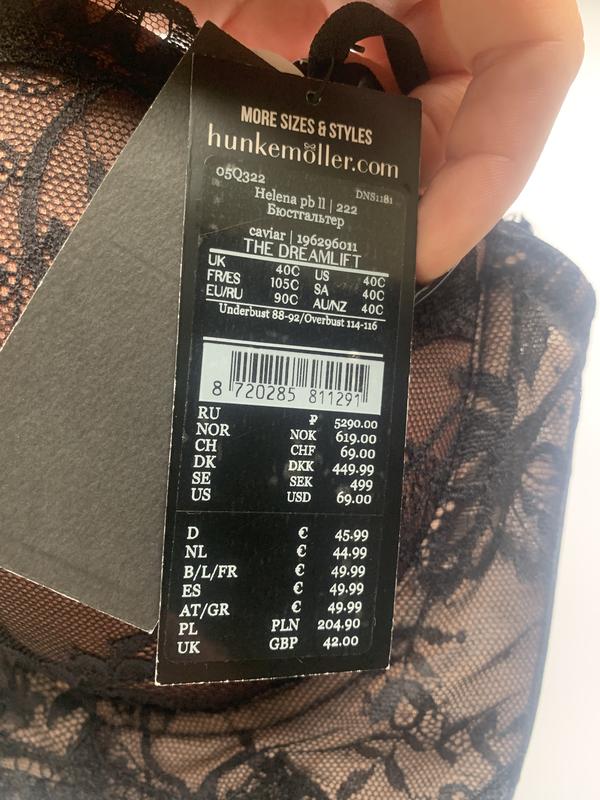 MORE SIZES & STYLES
hunkemöller.com
05Q322 DNS1181
Helena pb ll | 222
Бюстгальтер
caviar | 196296011
THE DREAMLIFT
UK 40C US 40C
FR/ES 105C SA 40C
EU/RU 90C AU/NZ 40C
Underbust 88-92/Overbust 114-116
8 720285 811291
RU ₽ 5290.00
NOR NOK 619.00
CH CHF 69.00
DK DKK 449.99
SE SEK 499
US USD 69.00
D € 45.99
NL € 44.99
B/L/FR € 49.99
ES € 49.99
AT/GR € 49.99
PL PLN 204.90
UK GBP 42.00